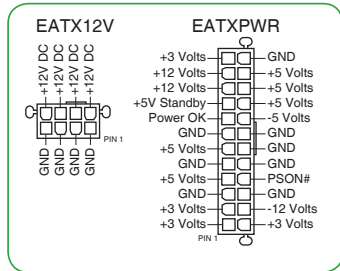 EATX12V
+12V DC
+12V DC
+12V DC
+12V DC
PIN 1
GND
GND
GND
GND
EATXPWR
+3 Volts GND
+12 Volts +5 Volts
+12 Volts +5 Volts
+5V Standby +5 Volts
Power OK -5 Volts
GND GND
+5 Volts GND
GND GND
+5 Volts PSON#
GND GND
+3 Volts -12 Volts
+3 Volts +3 Volts
PIN 1